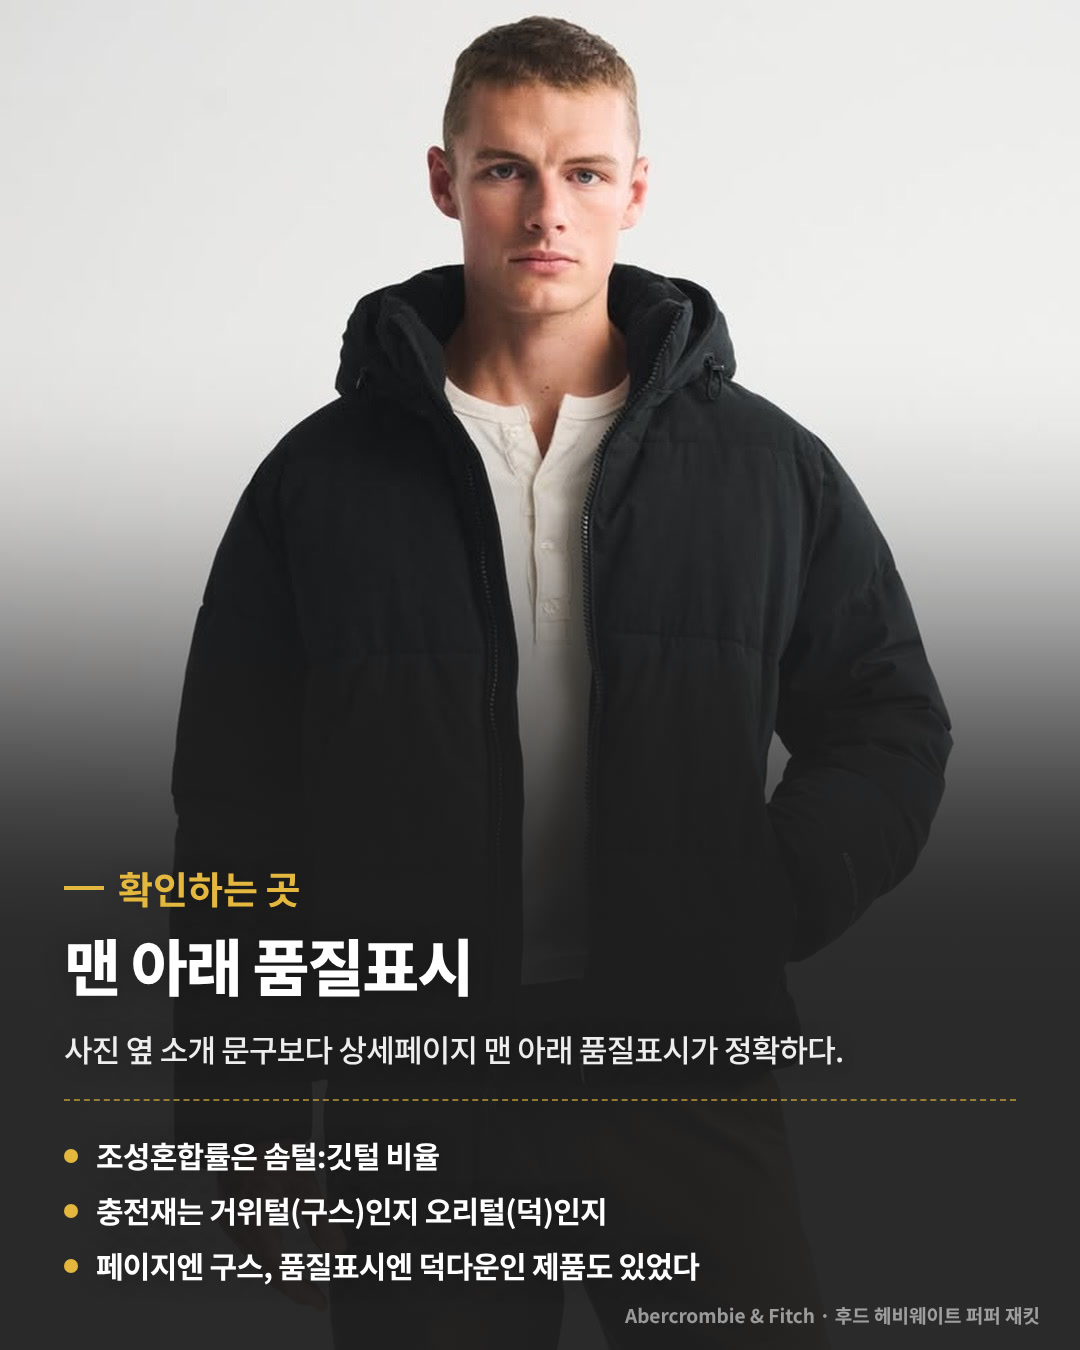 확인하는 곳
맨 아래 품질표시
사진 옆 소개 문구보다 상세페이지 맨 아래 품질표시가 정확하다.
조성혼합률은 솜털:깃털 비율
충전재는 거위털(구스)인지 오리털(덕)인지
페이지엔 구스, 품질표시엔 덕다운인 제품도 있었다
Abercrombie & Fitch · 후드 헤비웨이트 퍼퍼 재킷